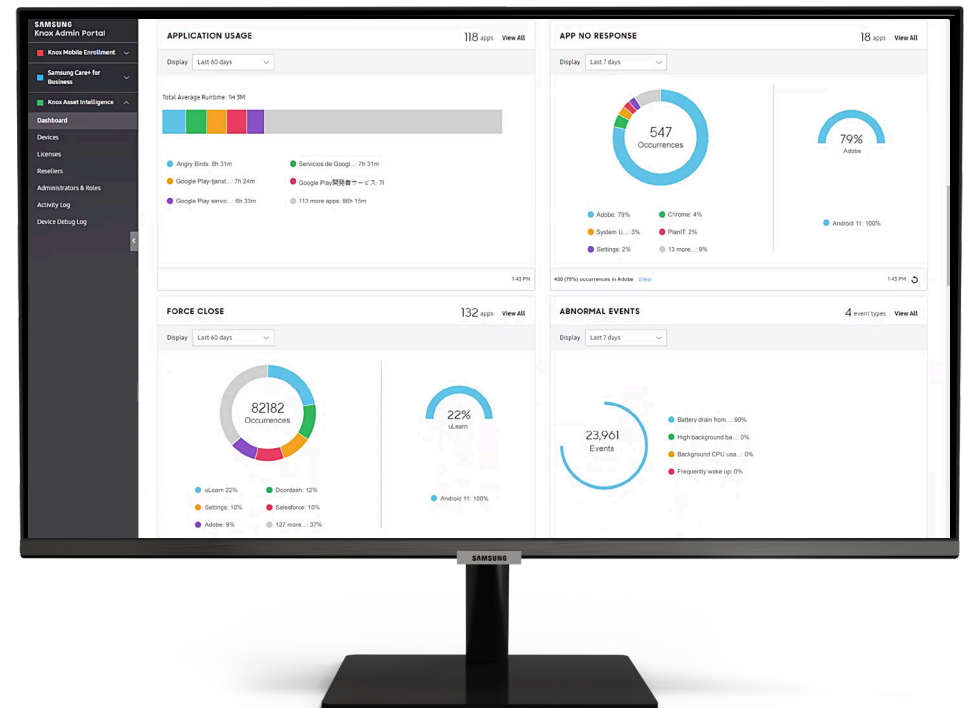 SAMSUNG
Knox Admin Portal
Knox Mobile Enrollment
Samsung Care+ for
Business
Knox Asset Intelligence
Dashboard
Devices
Licenses
Resellers
Administrators & Roles
Activity Log
Device Debug Log
APPLICATION USAGE
118 apps View All
Display Last 60 days
Total Average Runtime: 1H 3M
Angry Birds: 8h 31m
Servicios de Googl...: 7h 31m
Google Play-tjänst...: 7h 24m
Google Play開発者サービス: 7l
Google Play servic...: 6h 33m
113 more apps: 86h 15m
1:43 PM
APP NO RESPONSE
18 apps View All
Display Last 7 days
547
Occurrences
79%
Adobe
Adobe: 79%
Chrome: 4%
System U...: 3%
PlanIT: 2%
Settings: 2%
13 more...: 9%
Android 11: 100%
430 (79%) occurrences in Adobe View
1:43 PM
FORCE CLOSE
132 apps View All
Display Last 60 days
82182
Occurrences
22%
uLearn
uLearn 22%
Doordash: 12%
Settings: 10%
Salesforce: 10%
Adobe: 9%
127 more...: 37%
Android 11: 100%
ABNORMAL EVENTS
4 event types View All
Display Last 7 days
23,961
Events
Battery drain from...: 99%
High background ba...: 0%
Background CPU usa...: 0%
Frequently wake up: 0%
SAMSUNG